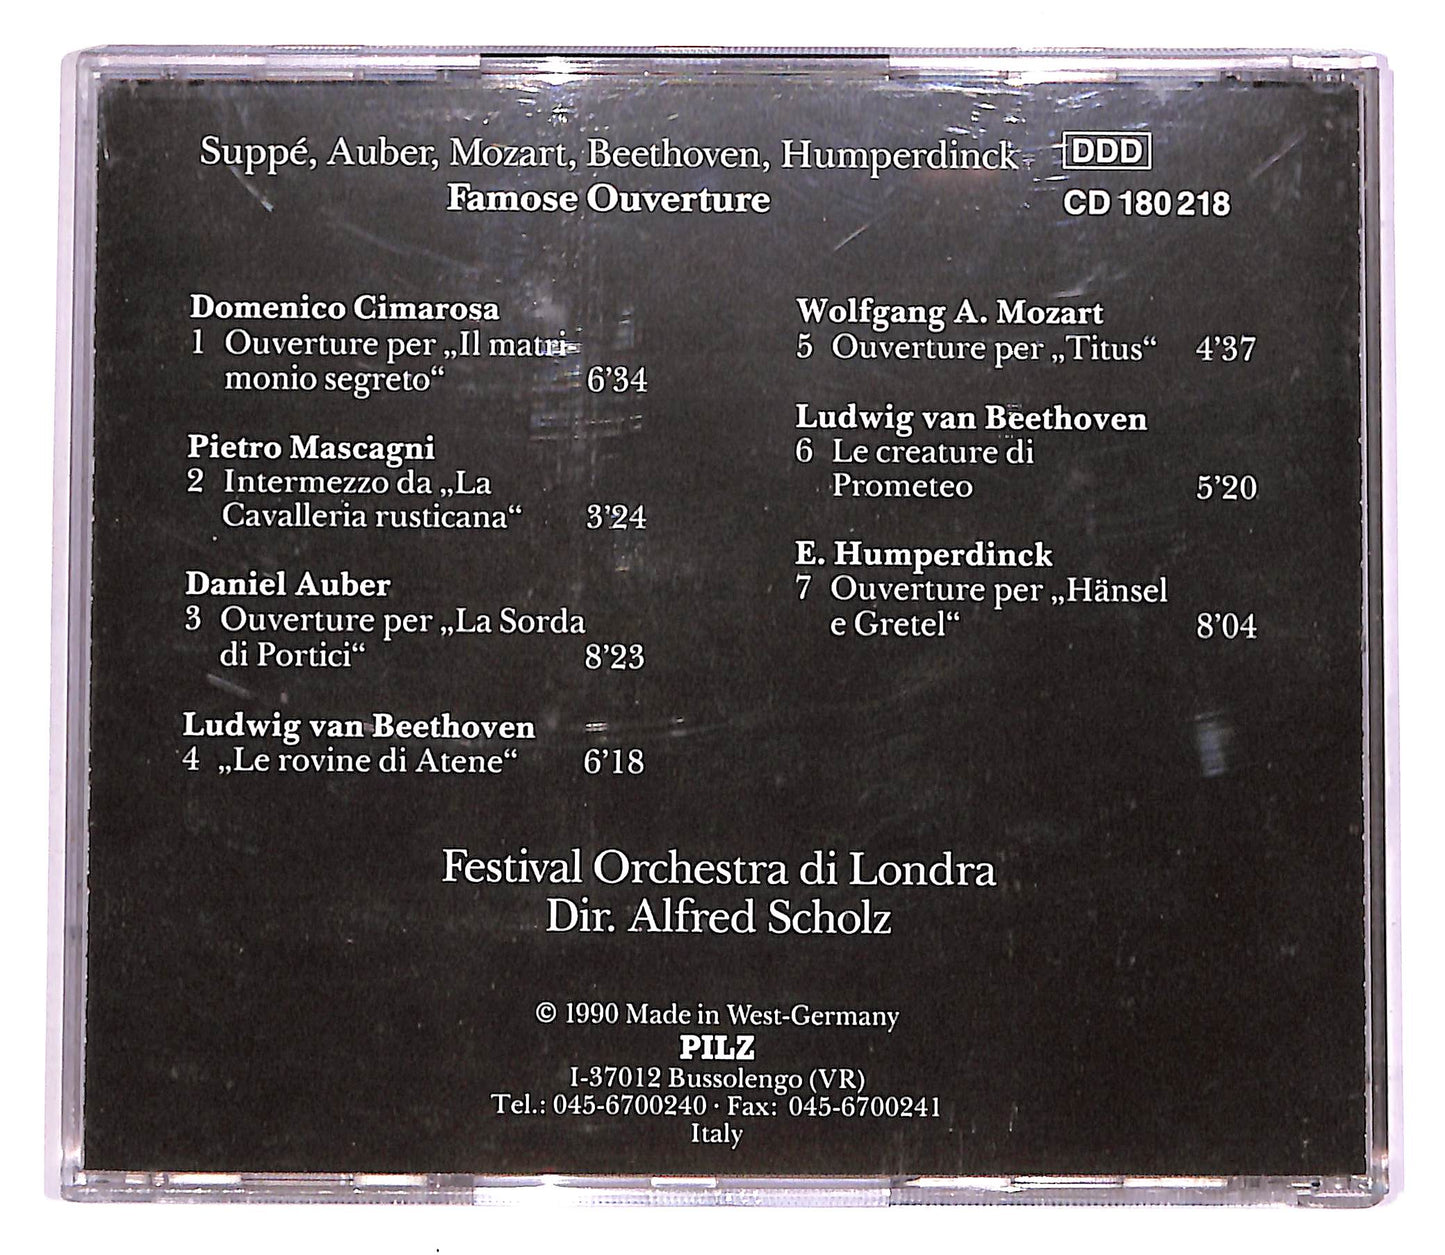 Suppé, Auber, Mozart, Beethoven, Humperdinck
DDD
Famose Ouverture
CD 180 218
Domenico Cimarosa
1 Ouverture per „Il matri-
monio segreto“ 6’34
Pietro Mascagni
2 Intermezzo da „La
Cavalleria rusticana“ 3’24
Daniel Auber
3 Ouverture per „La Sorda
di Portici“ 8’23
Ludwig van Beethoven
4 „Le rovine di Atene“ 6’18
Wolfgang A. Mozart
5 Ouverture per „Titus“ 4’37
Ludwig van Beethoven
6 Le creature di
Prometeo 5’20
E. Humperdinck
7 Ouverture per „Hänsel
e Gretel“ 8’04
Festival Orchestra di Londra
Dir. Alfred Scholz
© 1990 Made in West-Germany
PILZ
I-37012 Bussolengo (VR)
Tel.: 045-6700240 · Fax: 045-6700241
Italy